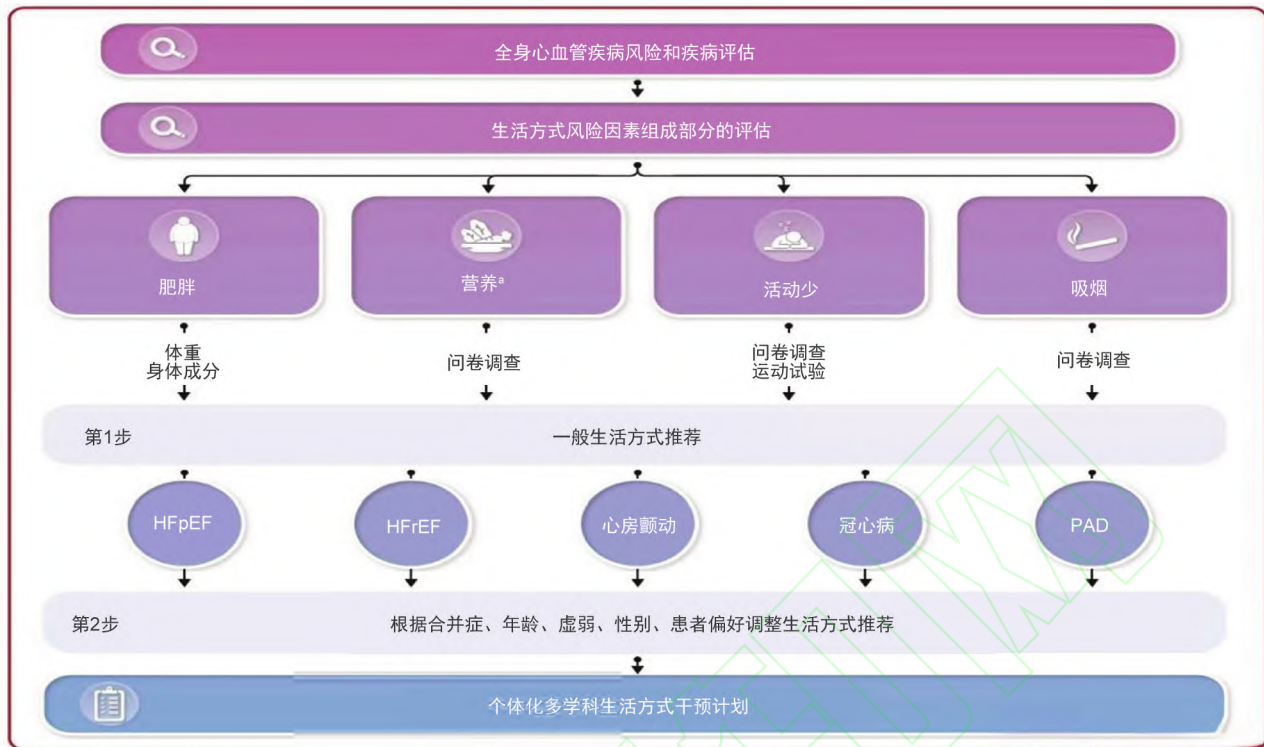 全身心血管疾病风险和疾病评估
生活方式风险因素组成部分的评估
肥胖
营养ᵃ
活动少
吸烟
体重
身体成分
问卷调查
问卷调查
运动试验
问卷调查
第1步
一般生活方式推荐
HFpEF
HFrEF
心房颤动
冠心病
PAD
第2步
根据合并症、年龄、虚弱、性别、患者偏好调整生活方式推荐
个体化多学科生活方式干预计划